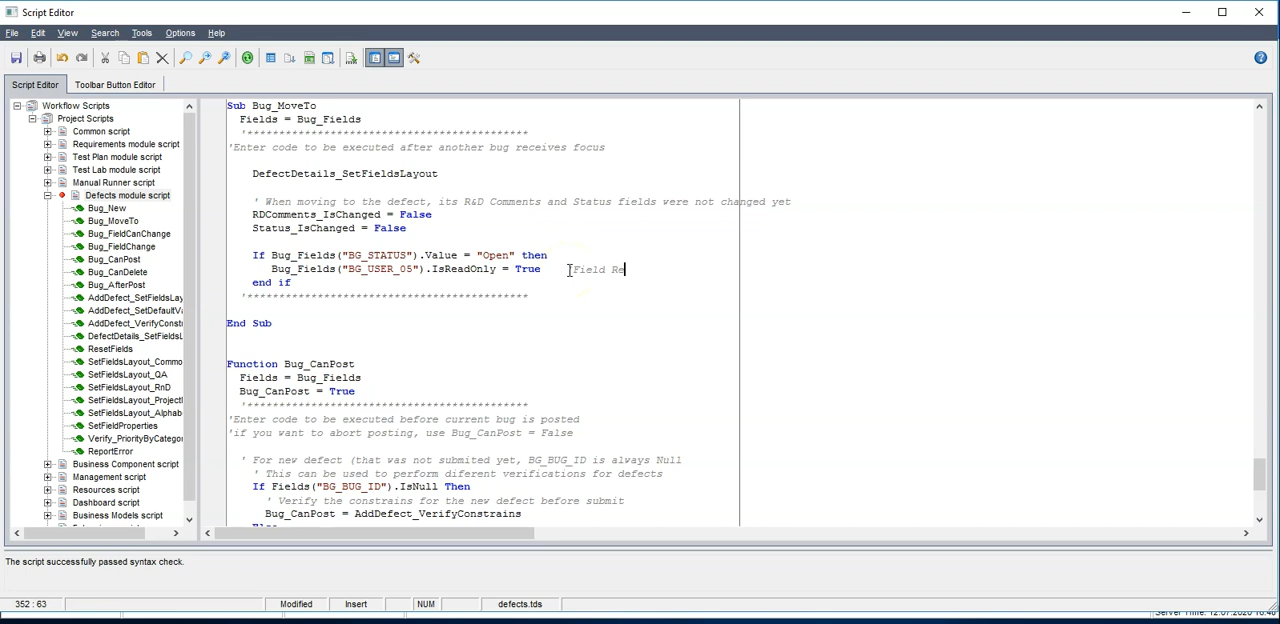 Script Editor
File Edit View Search Tools Options Help
Script Editor Toolbar Button Editor
Workflow Scripts
Project Scripts
Common script
Requirements module script
Test Plan module script
Test Lab module script
Manual Runner script
Defects module script
Bug_New
Bug_MoveTo
Bug_FieldCanChange
Bug_FieldChange
Bug_CanPost
Bug_CanDelete
Bug_AfterPost
AddDefect_SetFieldsLay
AddDefect_SetDefaultVa
AddDefect_VerifyConstr
DefectDetails_SetFieldsL
ResetFields
SetFieldsLayout_Commo
SetFieldsLayout_QA
SetFieldsLayout_RnD
SetFieldsLayout_Project
SetFieldsLayout_Alphab
SetFieldProperties
Verify_PriorityByCatego
ReportError
Business Component script
Management script
Resources script
Dashboard script
Business Models script
Sub Bug_MoveTo
Fields = Bug_Fields
'********************************************
'Enter code to be executed after another bug receives focus
DefectDetails_SetFieldsLayout
' When moving to the defect, its R&D Comments and Status fields were not changed yet
RDComments_IsChanged = False
Status_IsChanged = False
If Bug_Fields("BG_STATUS").Value = "Open" then
Bug_Fields("BG_USER_05").IsReadOnly = True 'Field Re
end if
'********************************************
End Sub
Function Bug_CanPost
Fields = Bug_Fields
Bug_CanPost = True
'********************************************
'Enter code to be executed before current bug is posted
'if you want to abort posting, use Bug_CanPost = False
' For new defect (that was not submited yet, BG_BUG_ID is always Null
' This can be used to perform diferent verifications for defects
If Fields("BG_BUG_ID").IsNull Then
' Verify the constrains for the new defect before submit
Bug_CanPost = AddDefect_VerifyConstrains
Else
The script successfully passed syntax check.
352 : 63 Modified Insert NUM defects.tds